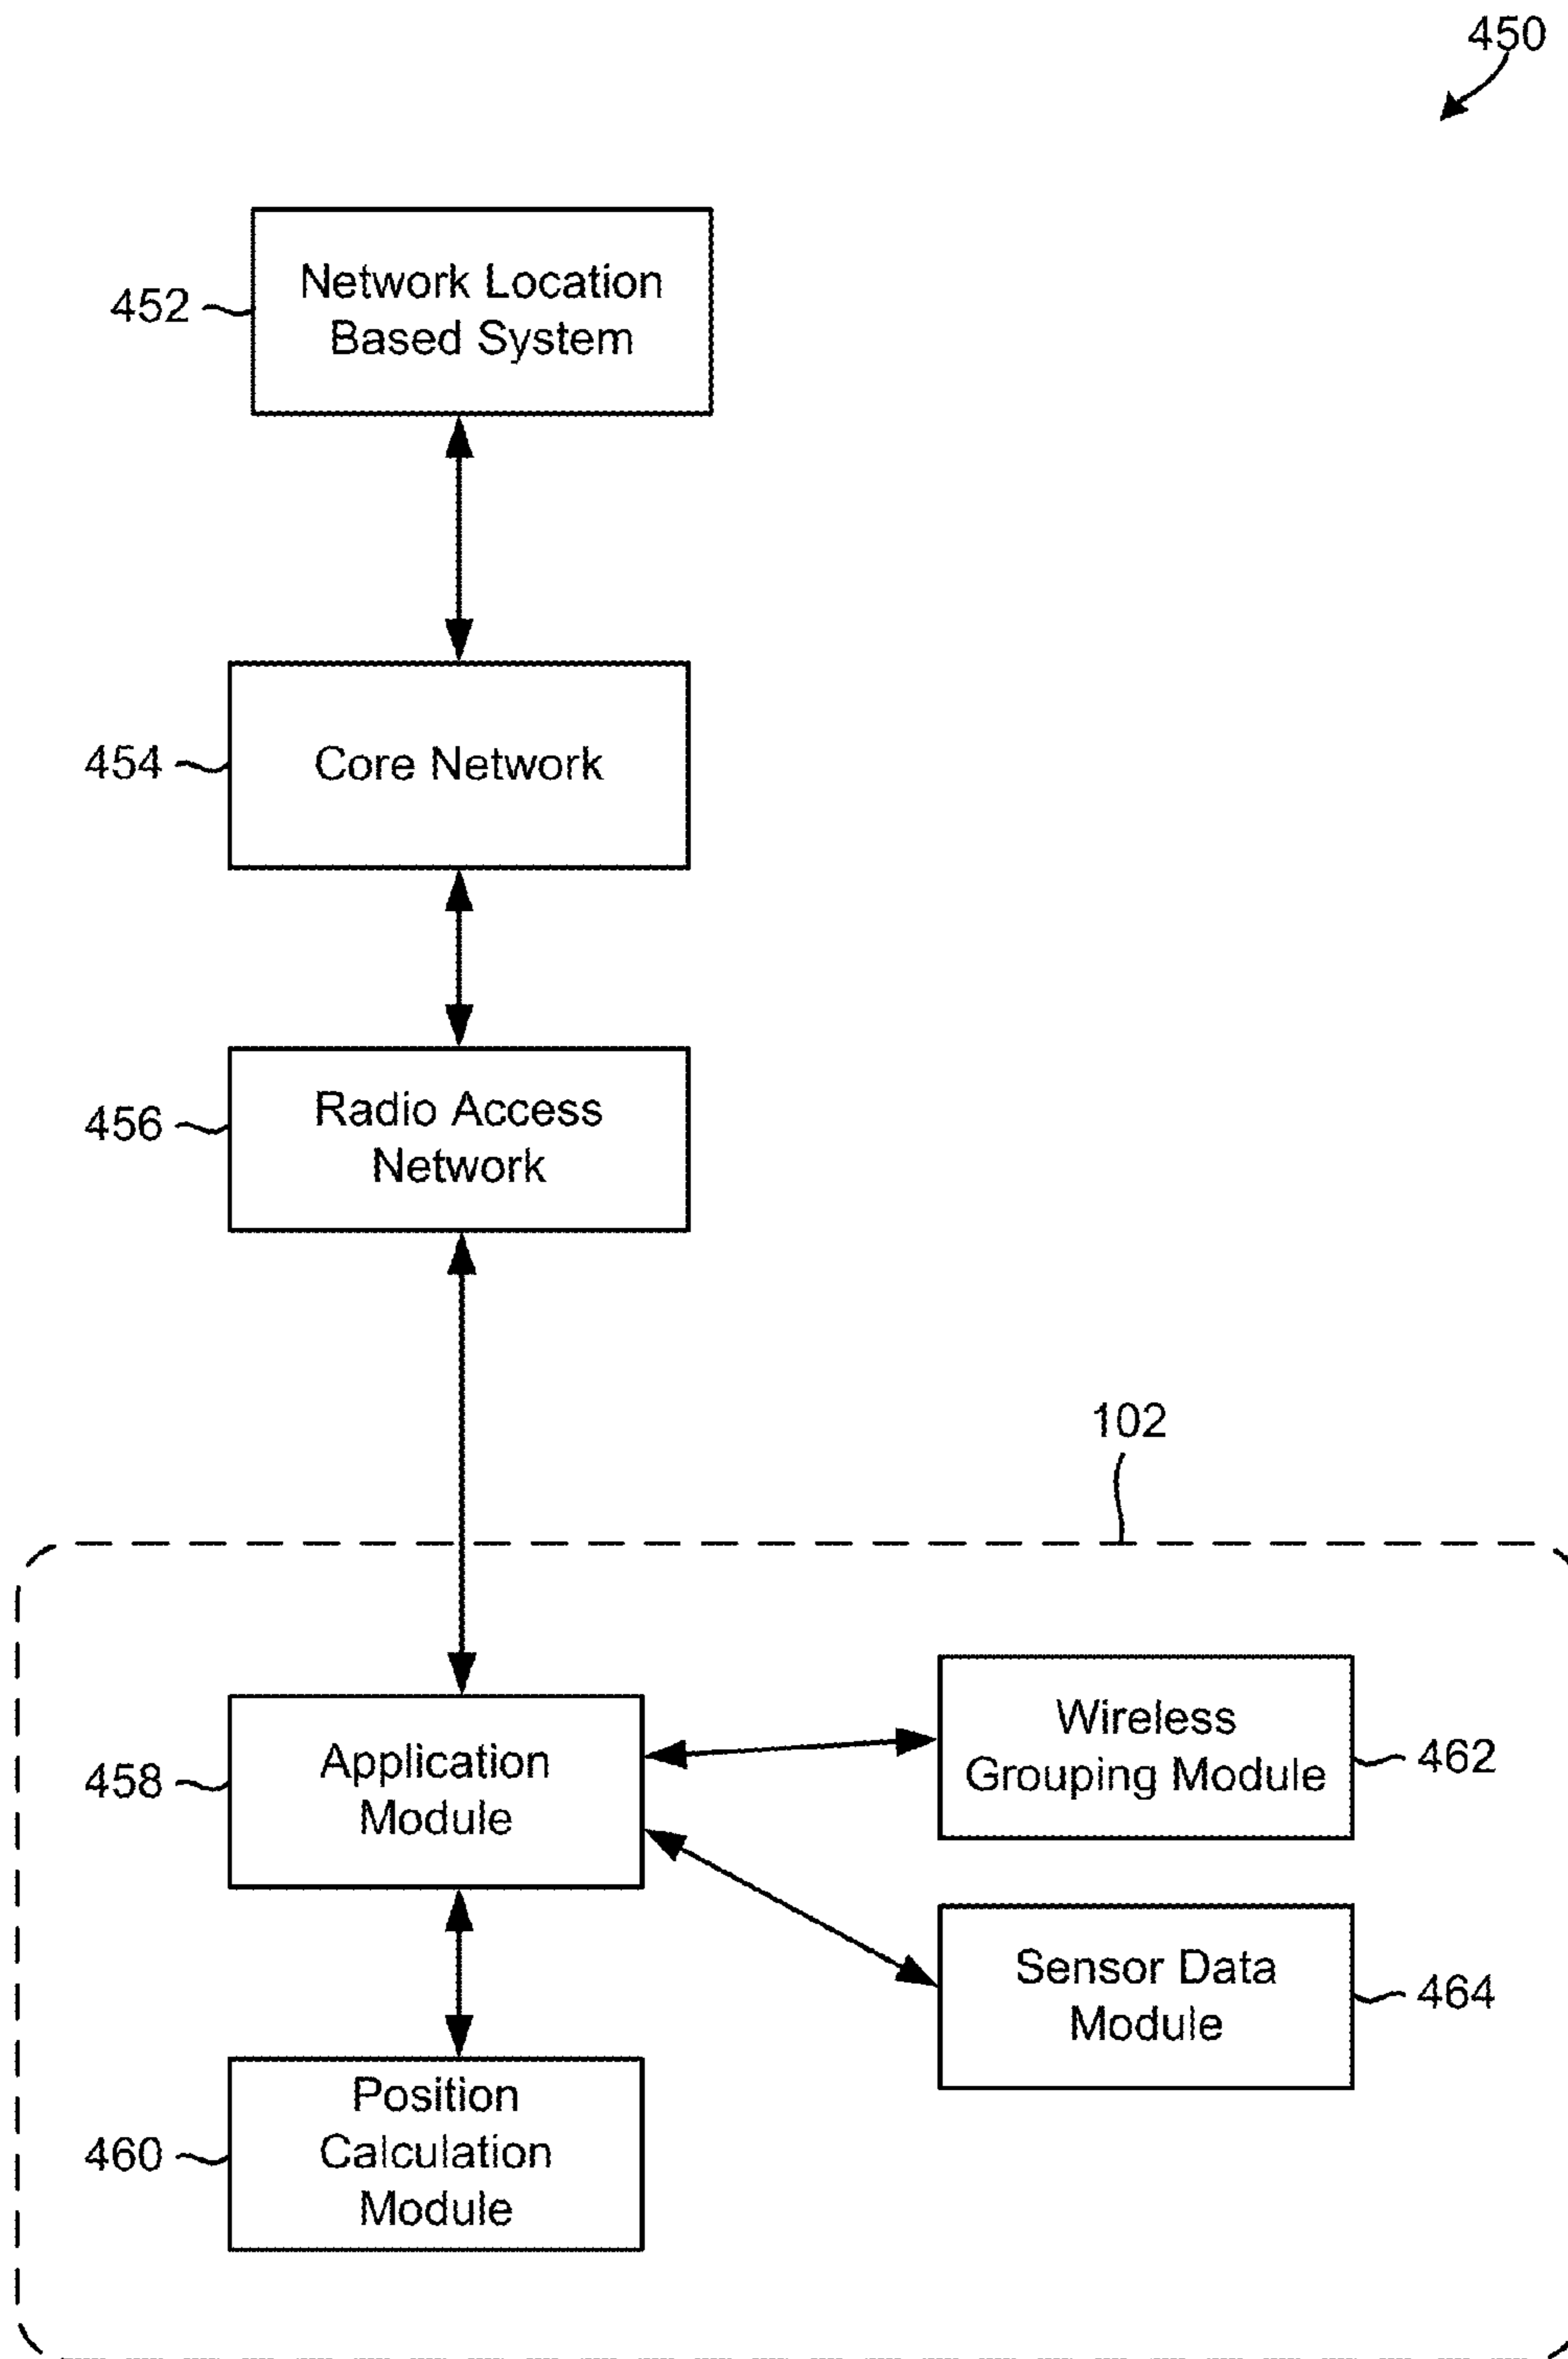 450
Network Location
Based System
452
Core Network
454
Radio Access
Network
456
102
Application
Module
458
Wireless
Grouping Module
462
Sensor Data
Module
464
Position
Calculation
Module
460